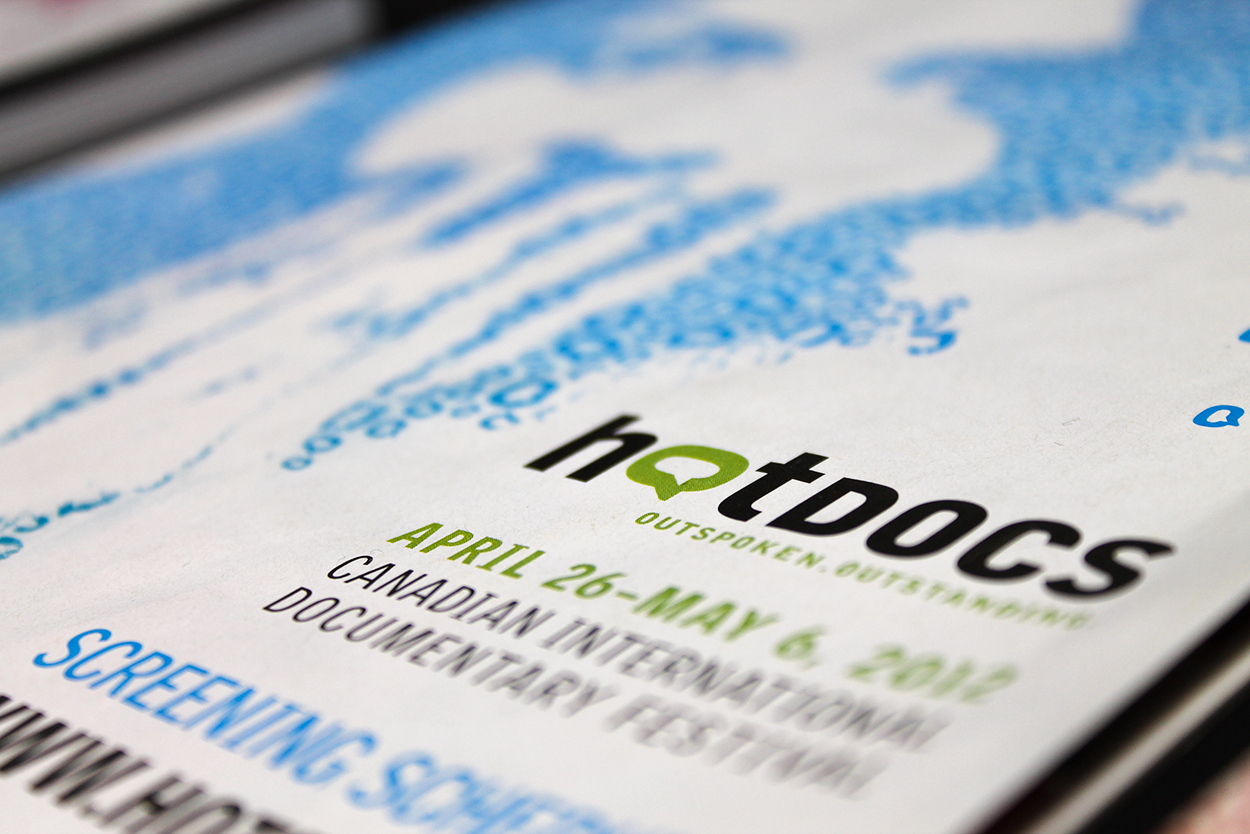 hotDOCS
OUTSPOKEN.OUTSTANDING
APRIL 26-MAY 6, 2012
CANADIAN INTERNATIONAL
DOCUMENTARY FESTIVAL
SCREENING